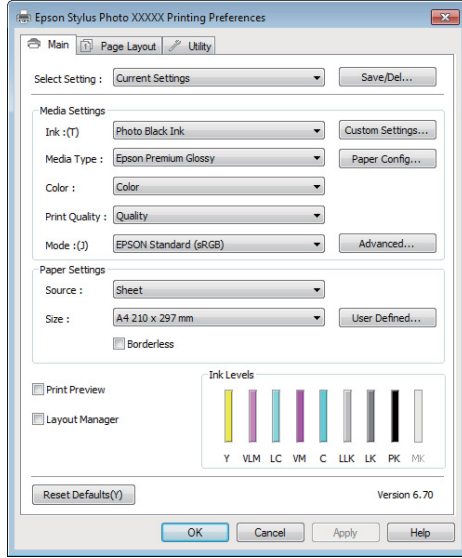 Epson Stylus Photo XXXXX Printing Preferences
Main Page Layout Utility
Select Setting : Current Settings Save/Del...
Media Settings
Ink :(T) Photo Black Ink Custom Settings...
Media Type : Epson Premium Glossy Paper Config...
Color : Color
Print Quality : Quality
Mode :(J) EPSON Standard (sRGB) Advanced...
Paper Settings
Source : Sheet
Size : A4 210 x 297 mm User Defined...
Borderless
Ink Levels
Print Preview
Layout Manager
Y VLM LC VM C LLK LK PK MK
Reset Defaults(Y) Version 6.70
OK Cancel Apply Help